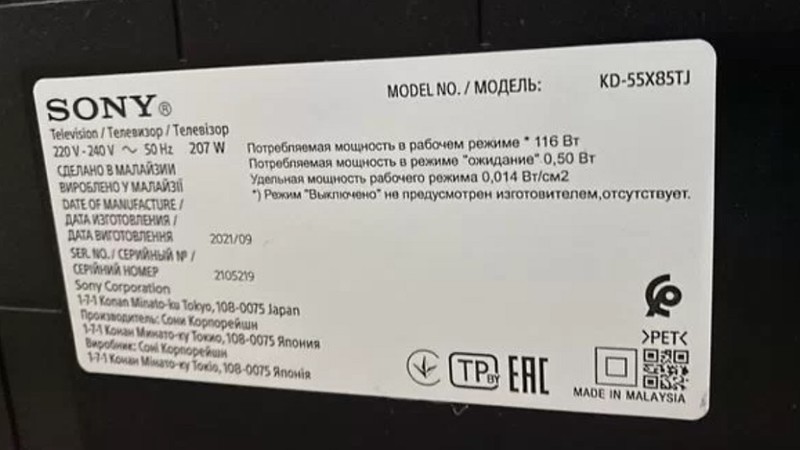 SONY®
MODEL NO. / МОДЕЛЬ: KD-55X85TJ
Television / Телевизор / Телевізор
220 V - 240 V ~ 50 Hz 207 W
Потребляемая мощность в рабочем режиме * 116 Вт
Потребляемая мощность в режиме "ожидание" 0,50 Вт
Удельная мощность рабочего режима 0,014 Вт/см2
*) Режим "Выключено" не предусмотрен изготовителем,отсутствует.
СДЕЛАНО В МАЛАЙЗИИ
ВИРОБЛЕНО У МАЛАЙЗІЇ
DATE OF MANUFACTURE /
ДАТА ИЗГОТОВЛЕНИЯ /
ДАТА ВИГОТОВЛЕННЯ 2021/09
SER. NO. / СЕРИЙНЫЙ № /
СЕРІЙНИЙ НОМЕР 2105219
Sony Corporation
1-7-1 Konan Minato-ku Tokyo, 108-0075 Japan
Производитель: Сони Корпорейшн
1-7-1 Конан Минато-ку Токио, 108-0075 Япония
Виробник: Соні Корпорейшн
1-7-1 Конан Мінато-ку Токіо, 108-0075 Японія
TP BY EAC
>PET<
MADE IN MALAYSIA